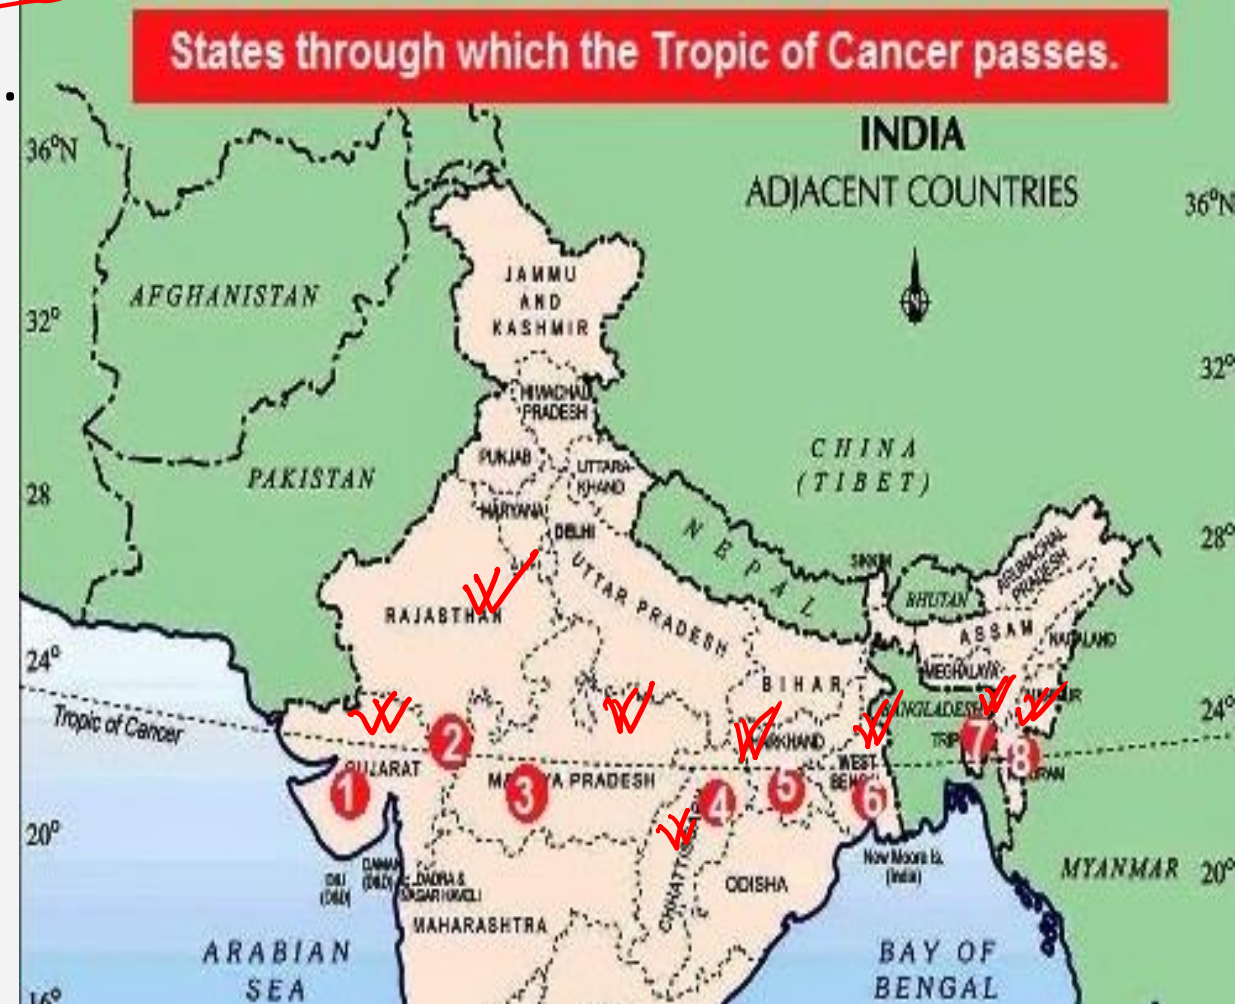 States through which the Tropic of Cancer passes.
INDIA
ADJACENT COUNTRIES
36°N
36°N
AFGHANISTAN
JAMMU
AND
KASHMIR
32°
32°
HIMACHAL
PRADESH
PUNJAB
UTTARA-
KHAND
PAKISTAN
CHINA
(TIBET)
28
HARYANA
DELHI
NEPAL
28°
SIKKIM
BHUTAN
ARUNACHAL
PRADESH
RAJASTHAN
UTTAR PRADESH
ASSAM
NAGALAND
MEGHALAYA
24°
BIHAR
BANGLADESH
24°
Tropic of Cancer
2
7
8
GUJARAT
1
3
4
5
WEST
6
20°
CHHATTISGARH
ODISHA
New Moore Is.
(India)
MYANMAR
20°
DIU
(D&D)
DAMAN
(D&D)
DADRA &
NAGAR HAVELI
MAHARASHTRA
ARABIAN
SEA
BAY OF
BENGAL
16°